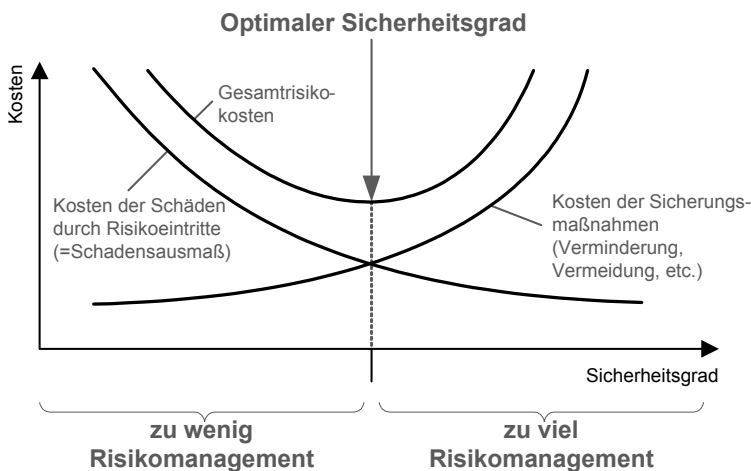 Optimaler Sicherheitsgrad
Kosten
Gesamtrisiko-
kosten
Kosten der Schäden
durch Risikoeintritte
(=Schadensausmaß)
Kosten der Sicherungs-
maßnahmen
(Verminderung,
Vermeidung, etc.)
Sicherheitsgrad
zu wenig
Risikomanagement
zu viel
Risikomanagement